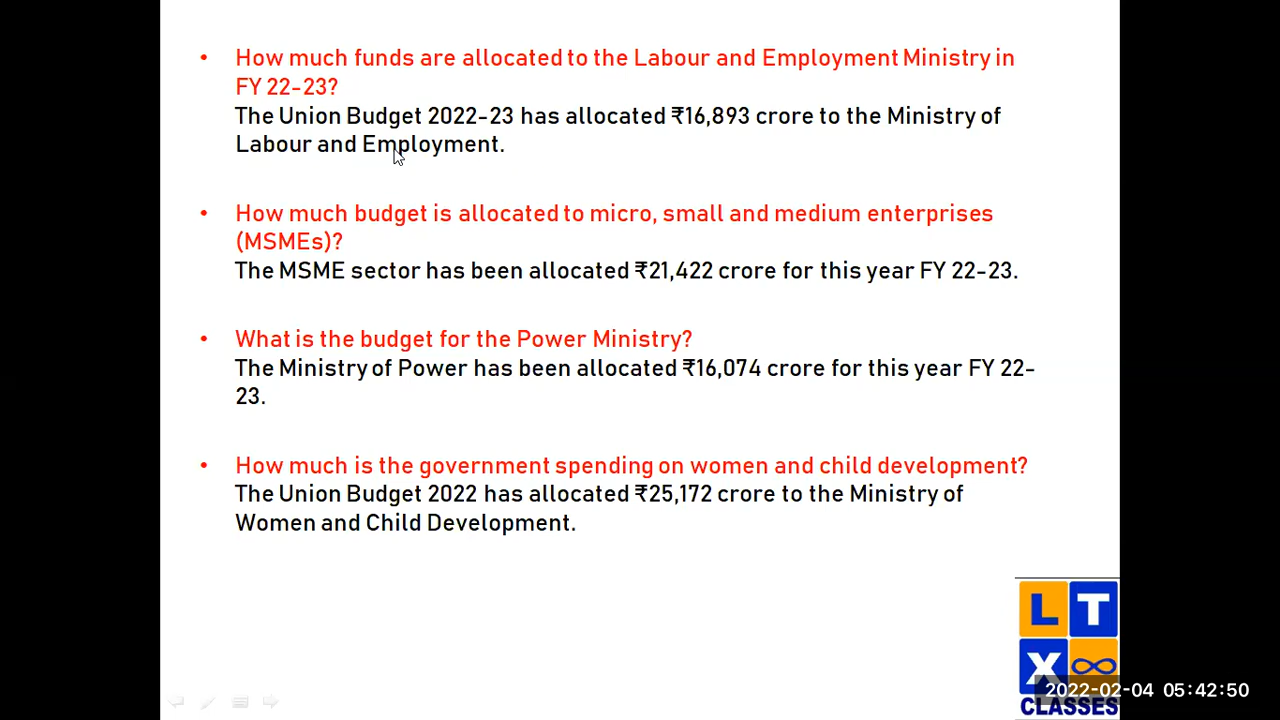 • How much funds are allocated to the Labour and Employment Ministry in
FY 22-23?
The Union Budget 2022-23 has allocated ₹16,893 crore to the Ministry of
Labour and Employment.
• How much budget is allocated to micro, small and medium enterprises
(MSMEs)?
The MSME sector has been allocated ₹21,422 crore for this year FY 22-23.
• What is the budget for the Power Ministry?
The Ministry of Power has been allocated ₹16,074 crore for this year FY 22-
23.
• How much is the government spending on women and child development?
The Union Budget 2022 has allocated ₹25,172 crore to the Ministry of
Women and Child Development.
L T
X ∞
2022-02-04 05:42:50
CLASSES